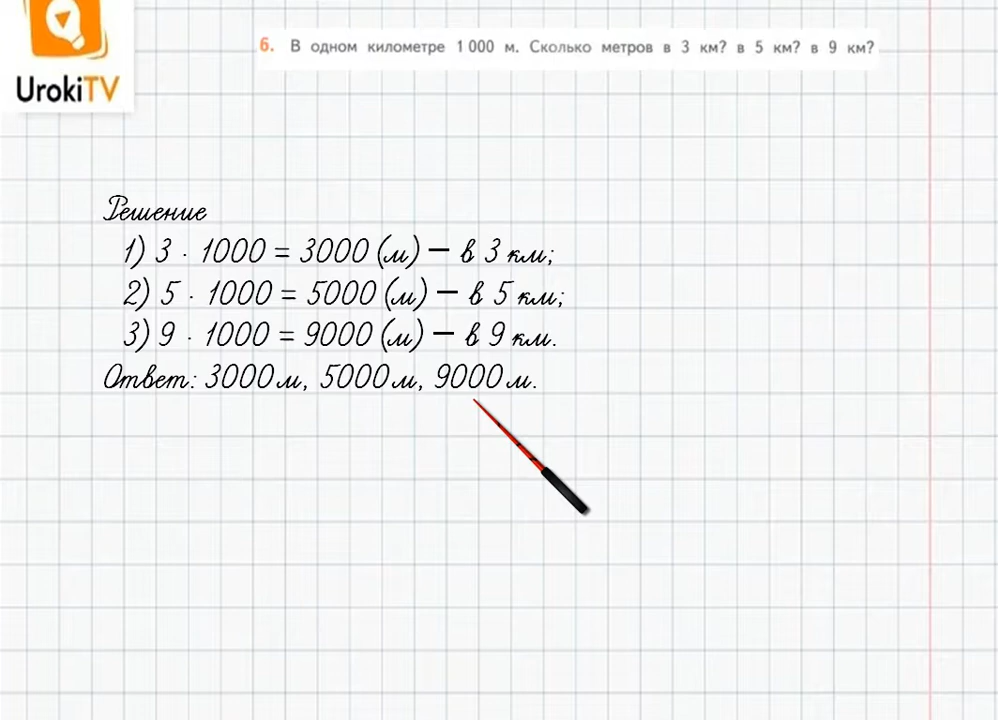 UrokiTV
6. В одном километре 1 000 м. Сколько метров в 3 км? в 5 км? в 9 км?
Решение
1) 3 · 1000 = 3000 (м) — в 3 км;
2) 5 · 1000 = 5000 (м) — в 5 км;
3) 9 · 1000 = 9000 (м) — в 9 км.
Ответ: 3000 м, 5000 м, 9000 м.